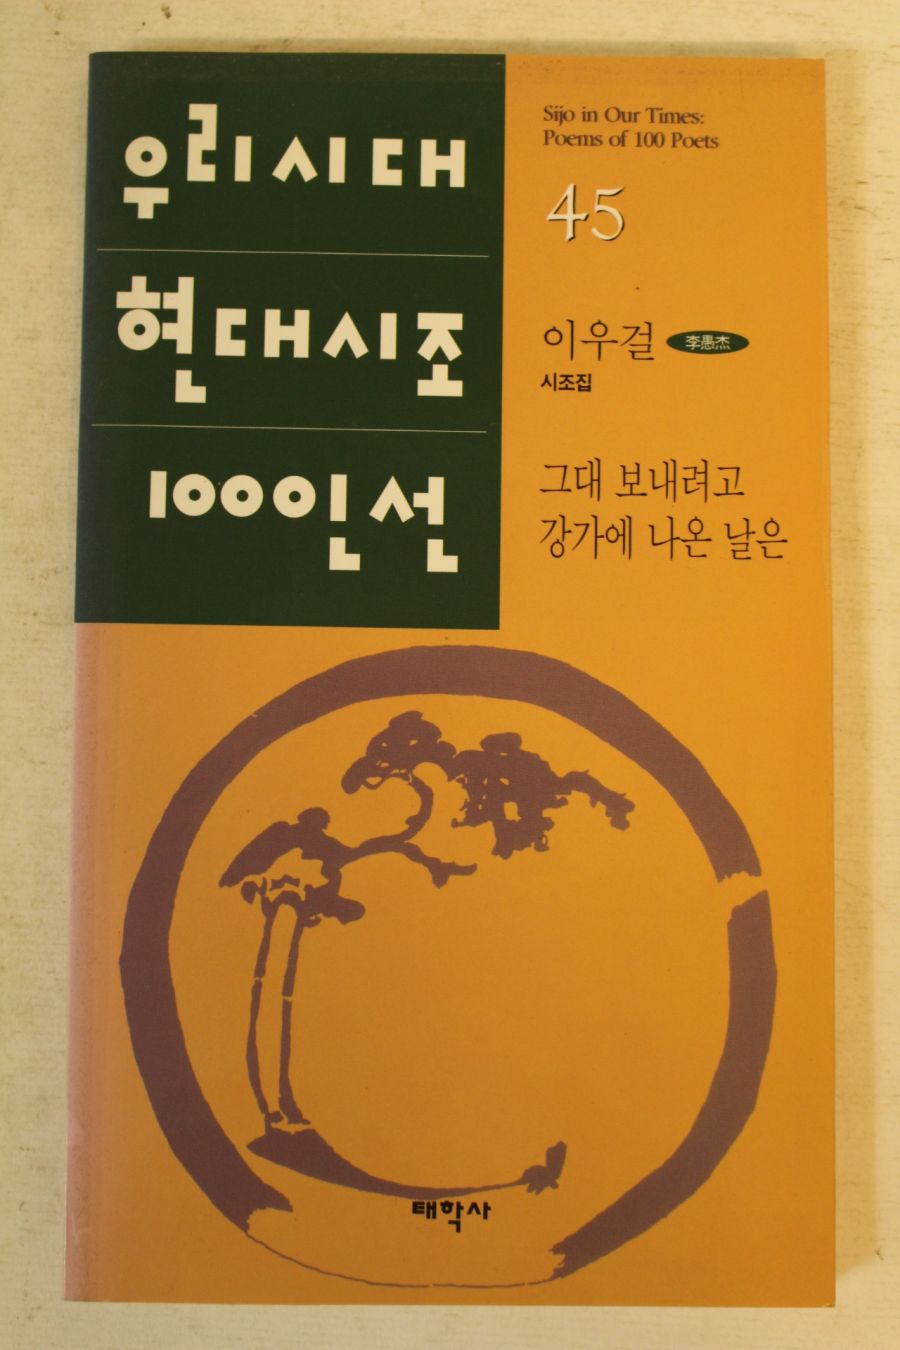 우리시대
현대시조
100인선
Sijo in Our Times:
Poems of 100 Poets
45
이우걸 李愚杰
시조집
그대 보내려고
강가에 나온 날은
태학사